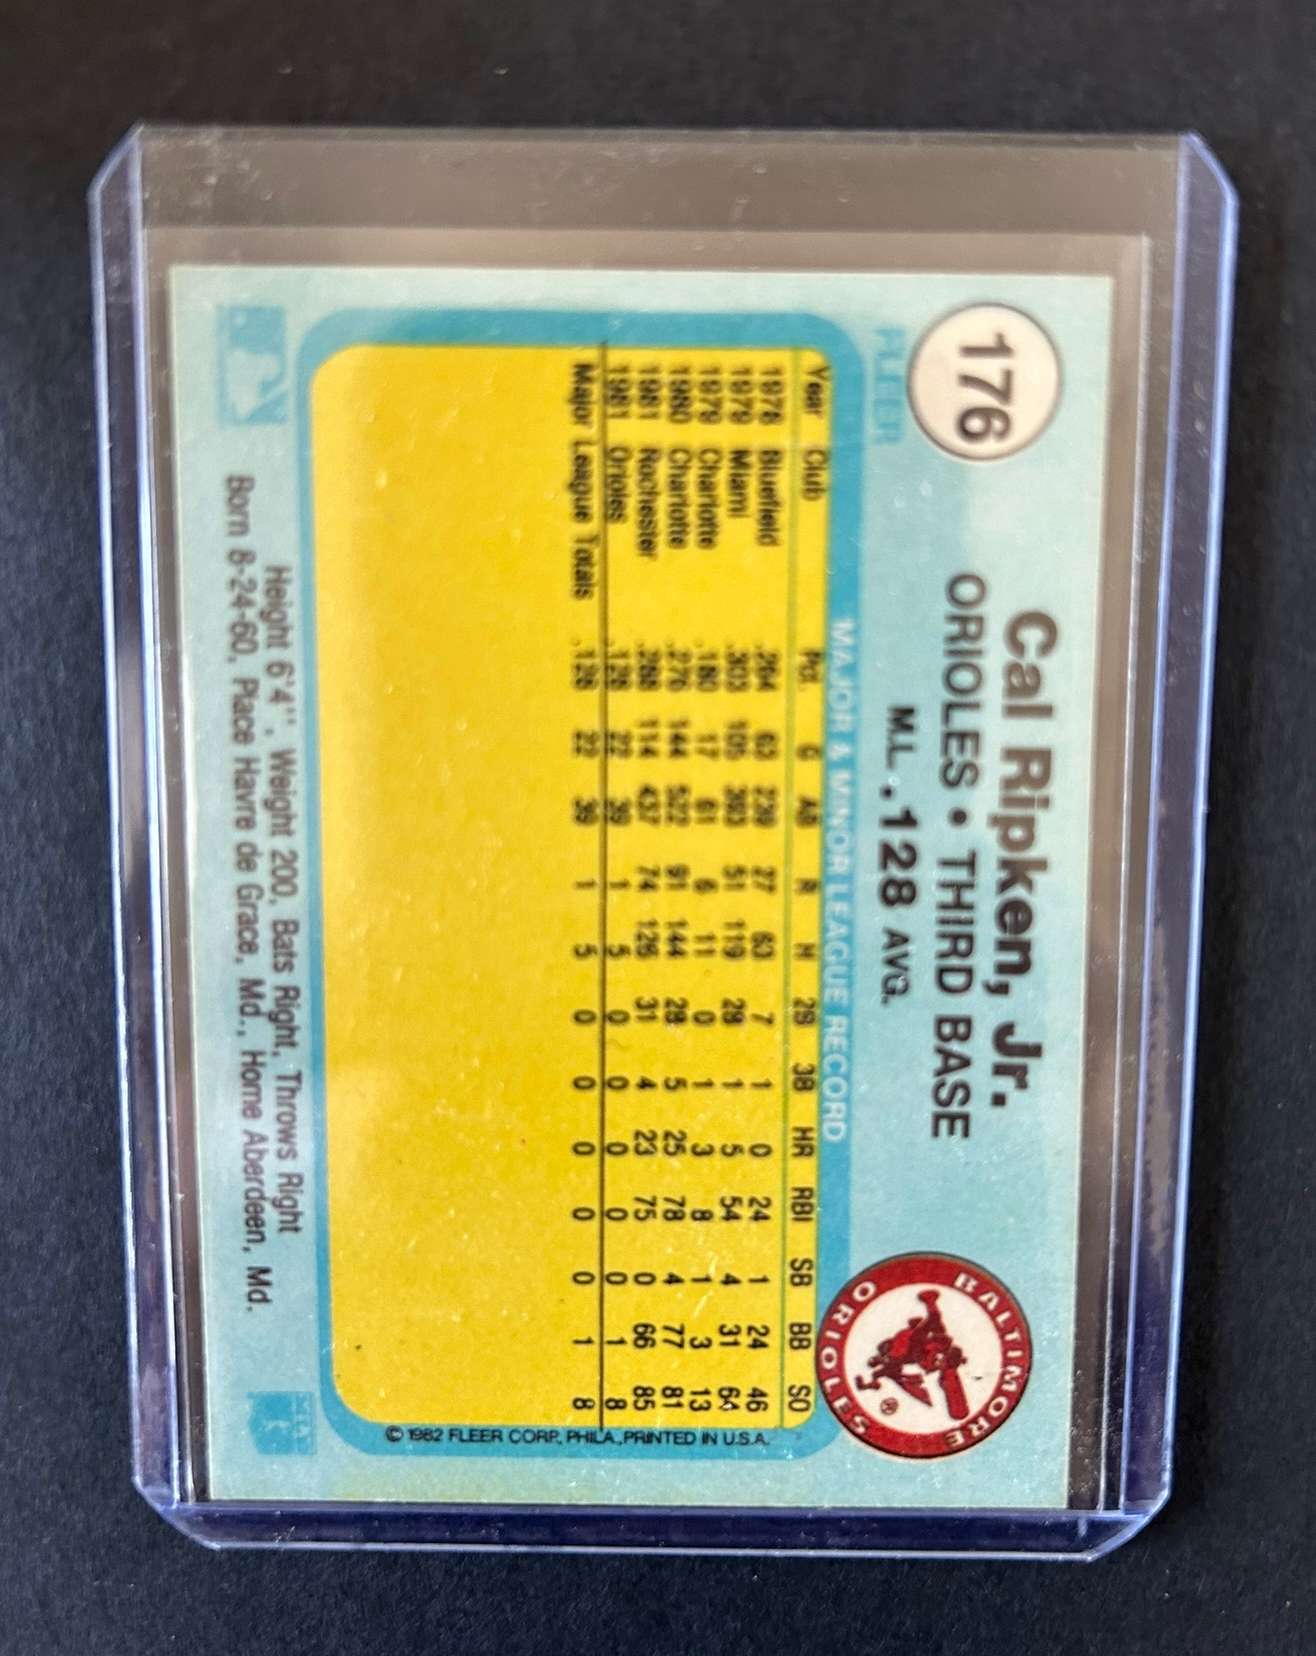 176
FLEER
Cal Ripken, Jr.
ORIOLES • THIRD BASE
M.L. .128 AVG.
BALTIMORE
ORIOLES
®
MAJOR & MINOR LEAGUE RECORD
Year Club Pct. G AB R H 2B 3B HR RBI SB BB SO
1978 Bluefield .264 63 239 27 63 7 1 0 24 1 24 46
1979 Miami .303 105 393 51 119 28 1 5 54 4 31 64
1979 Charlotte .180 17 61 6 11 0 1 3 8 1 3 13
1980 Charlotte .276 144 522 91 144 28 5 25 78 4 77 81
1981 Rochester .288 114 437 74 126 31 4 23 75 0 66 85
1981 Orioles .128 22 39 1 5 0 0 0 0 0 1 8
Major League Totals .128 22 39 1 5 0 0 0 0 0 1 8
© 1982 FLEER CORP., PHILA., PRINTED IN U.S.A.
Height 6'4", Weight 200, Bats Right, Throws Right
Born 8-24-60, Place Havre de Grace, Md., Home Aberdeen, Md.